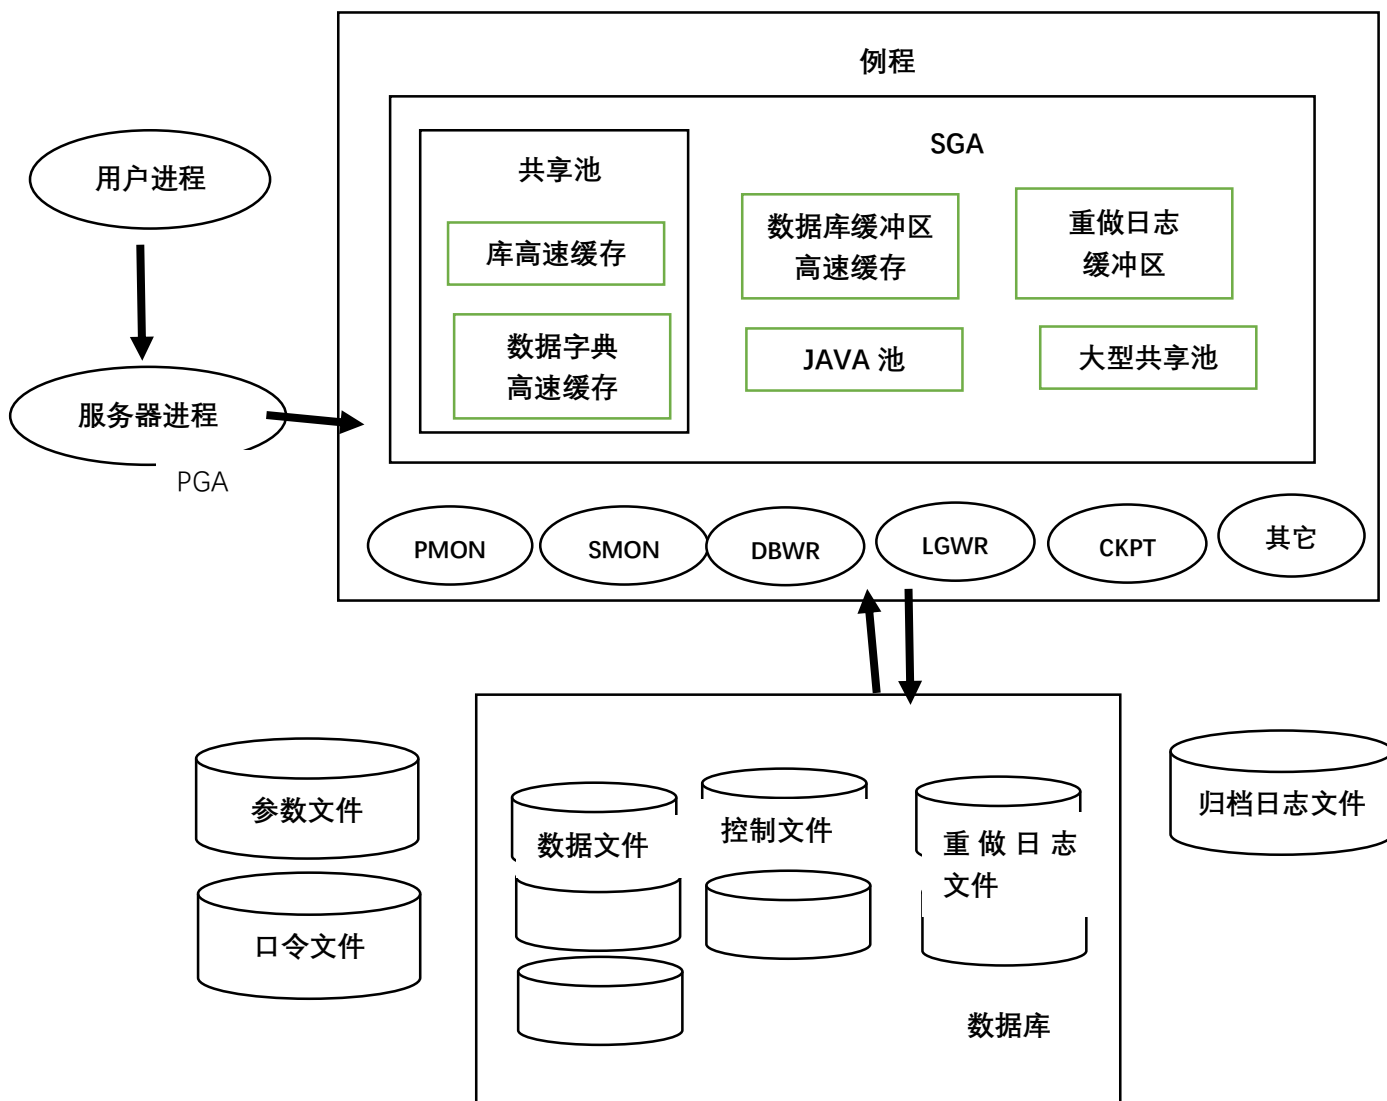 例程
SGA
共享池
用户进程
数据库缓冲区
高速缓存
重做日志
缓冲区
库高速缓存
数据字典
高速缓存
JAVA 池
大型共享池
服务器进程
PGA
PMON
SMON
DBWR
LGWR
CKPT
其它
参数文件
数据文件
控制文件
重做日志
文件
归档日志文件
口令文件
数据库